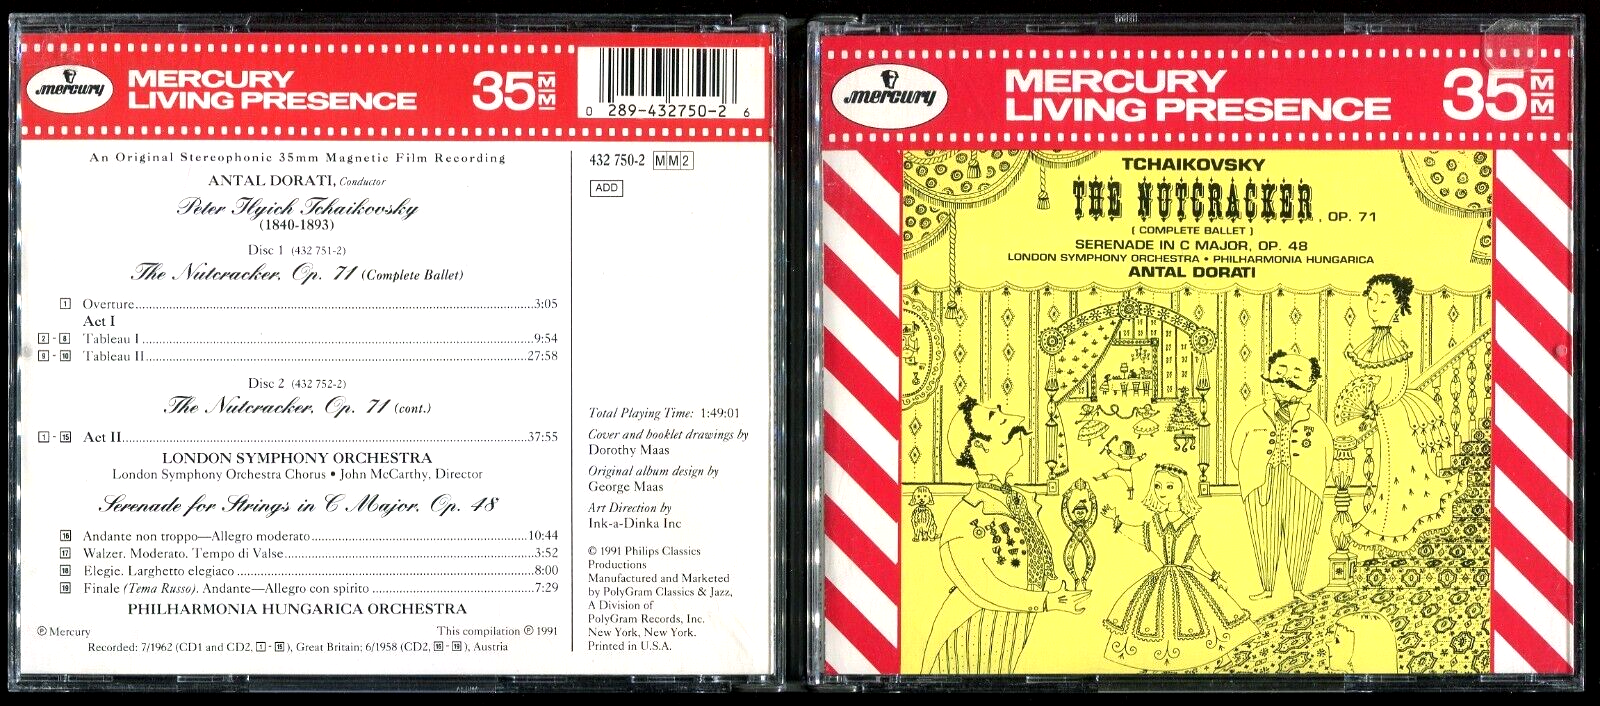 mercury
MERCURY
LIVING PRESENCE
35 MM
0 289-432750-2 6
An Original Stereophonic 35mm Magnetic Film Recording
ANTAL DORATI, Conductor
Peter Ilyich Tchaikovsky
(1840-1893)
Disc 1 (432 751-2)
The Nutcracker, Op. 71 (Complete Ballet)
1 Overture 3:05
Act I
2 - 8 Tableau I 9:54
9 - 10 Tableau II 27:58
Disc 2 (432 752-2)
The Nutcracker, Op. 71 (cont.)
1 - 15 Act II 37:55
LONDON SYMPHONY ORCHESTRA
London Symphony Orchestra Chorus • John McCarthy, Director
Serenade for Strings in C Major, Op. 48
16 Andante non troppo—Allegro moderato 10:44
17 Walzer. Moderato. Tempo di Valse 3:52
18 Elegie. Larghetto elegiaco 8:00
19 Finale (Tema Russo). Andante—Allegro con spirito 7:29
PHILHARMONIA HUNGARICA ORCHESTRA
℗ Mercury This compilation ℗ 1991
Recorded: 7/1962 (CD1 and CD2, 1 - 15), Great Britain; 6/1958 (CD2, 16 - 19), Austria
432 750-2 MM2
ADD
Total Playing Time: 1:49:01
Cover and booklet drawings by
Dorothy Maas
Original album design by
George Maas
Art Direction by
Ink-a-Dinka Inc
© 1991 Philips Classics
Productions
Manufactured and Marketed
by PolyGram Classics & Jazz,
A Division of
PolyGram Records, Inc.
New York, New York.
Printed in U.S.A.
mercury
MERCURY
LIVING PRESENCE
35 MM
TCHAIKOVSKY
THE NUTCRACKER, OP. 71
(COMPLETE BALLET)
SERENADE IN C MAJOR, OP. 48
LONDON SYMPHONY ORCHESTRA • PHILHARMONIA HUNGARICA
ANTAL DORATI